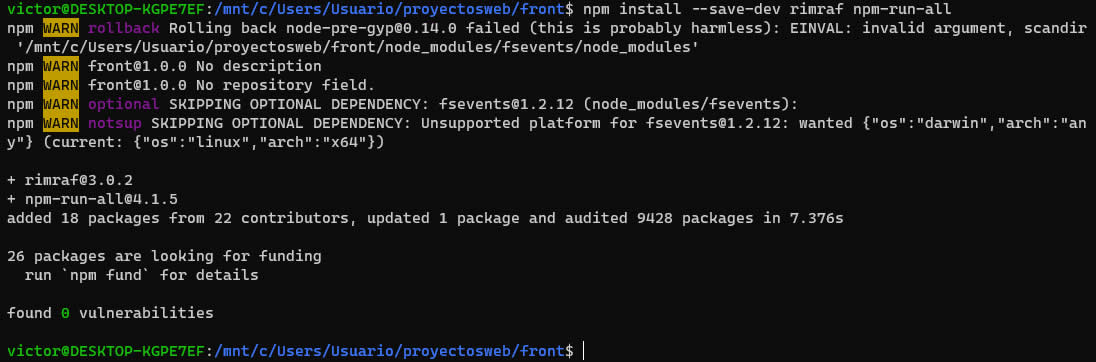 victor@DESKTOP-KGPE7EF:/mnt/c/Users/Usuario/proyectosweb/front$ npm install --save-dev rimraf npm-run-all
npm WARN rollback Rolling back node-pre-gyp@0.14.0 failed (this is probably harmless): EINVAL: invalid argument, scandir
 '/mnt/c/Users/Usuario/proyectosweb/front/node_modules/fsevents/node_modules'
npm WARN front@1.0.0 No description
npm WARN front@1.0.0 No repository field.
npm WARN optional SKIPPING OPTIONAL DEPENDENCY: fsevents@1.2.12 (node_modules/fsevents):
npm WARN notsup SKIPPING OPTIONAL DEPENDENCY: Unsupported platform for fsevents@1.2.12: wanted {"os":"darwin","arch":"an
y"} (current: {"os":"linux","arch":"x64"})

+ rimraf@3.0.2
+ npm-run-all@4.1.5
added 18 packages from 22 contributors, updated 1 package and audited 9428 packages in 7.376s

26 packages are looking for funding
  run `npm fund` for details

found 0 vulnerabilities

victor@DESKTOP-KGPE7EF:/mnt/c/Users/Usuario/proyectosweb/front$